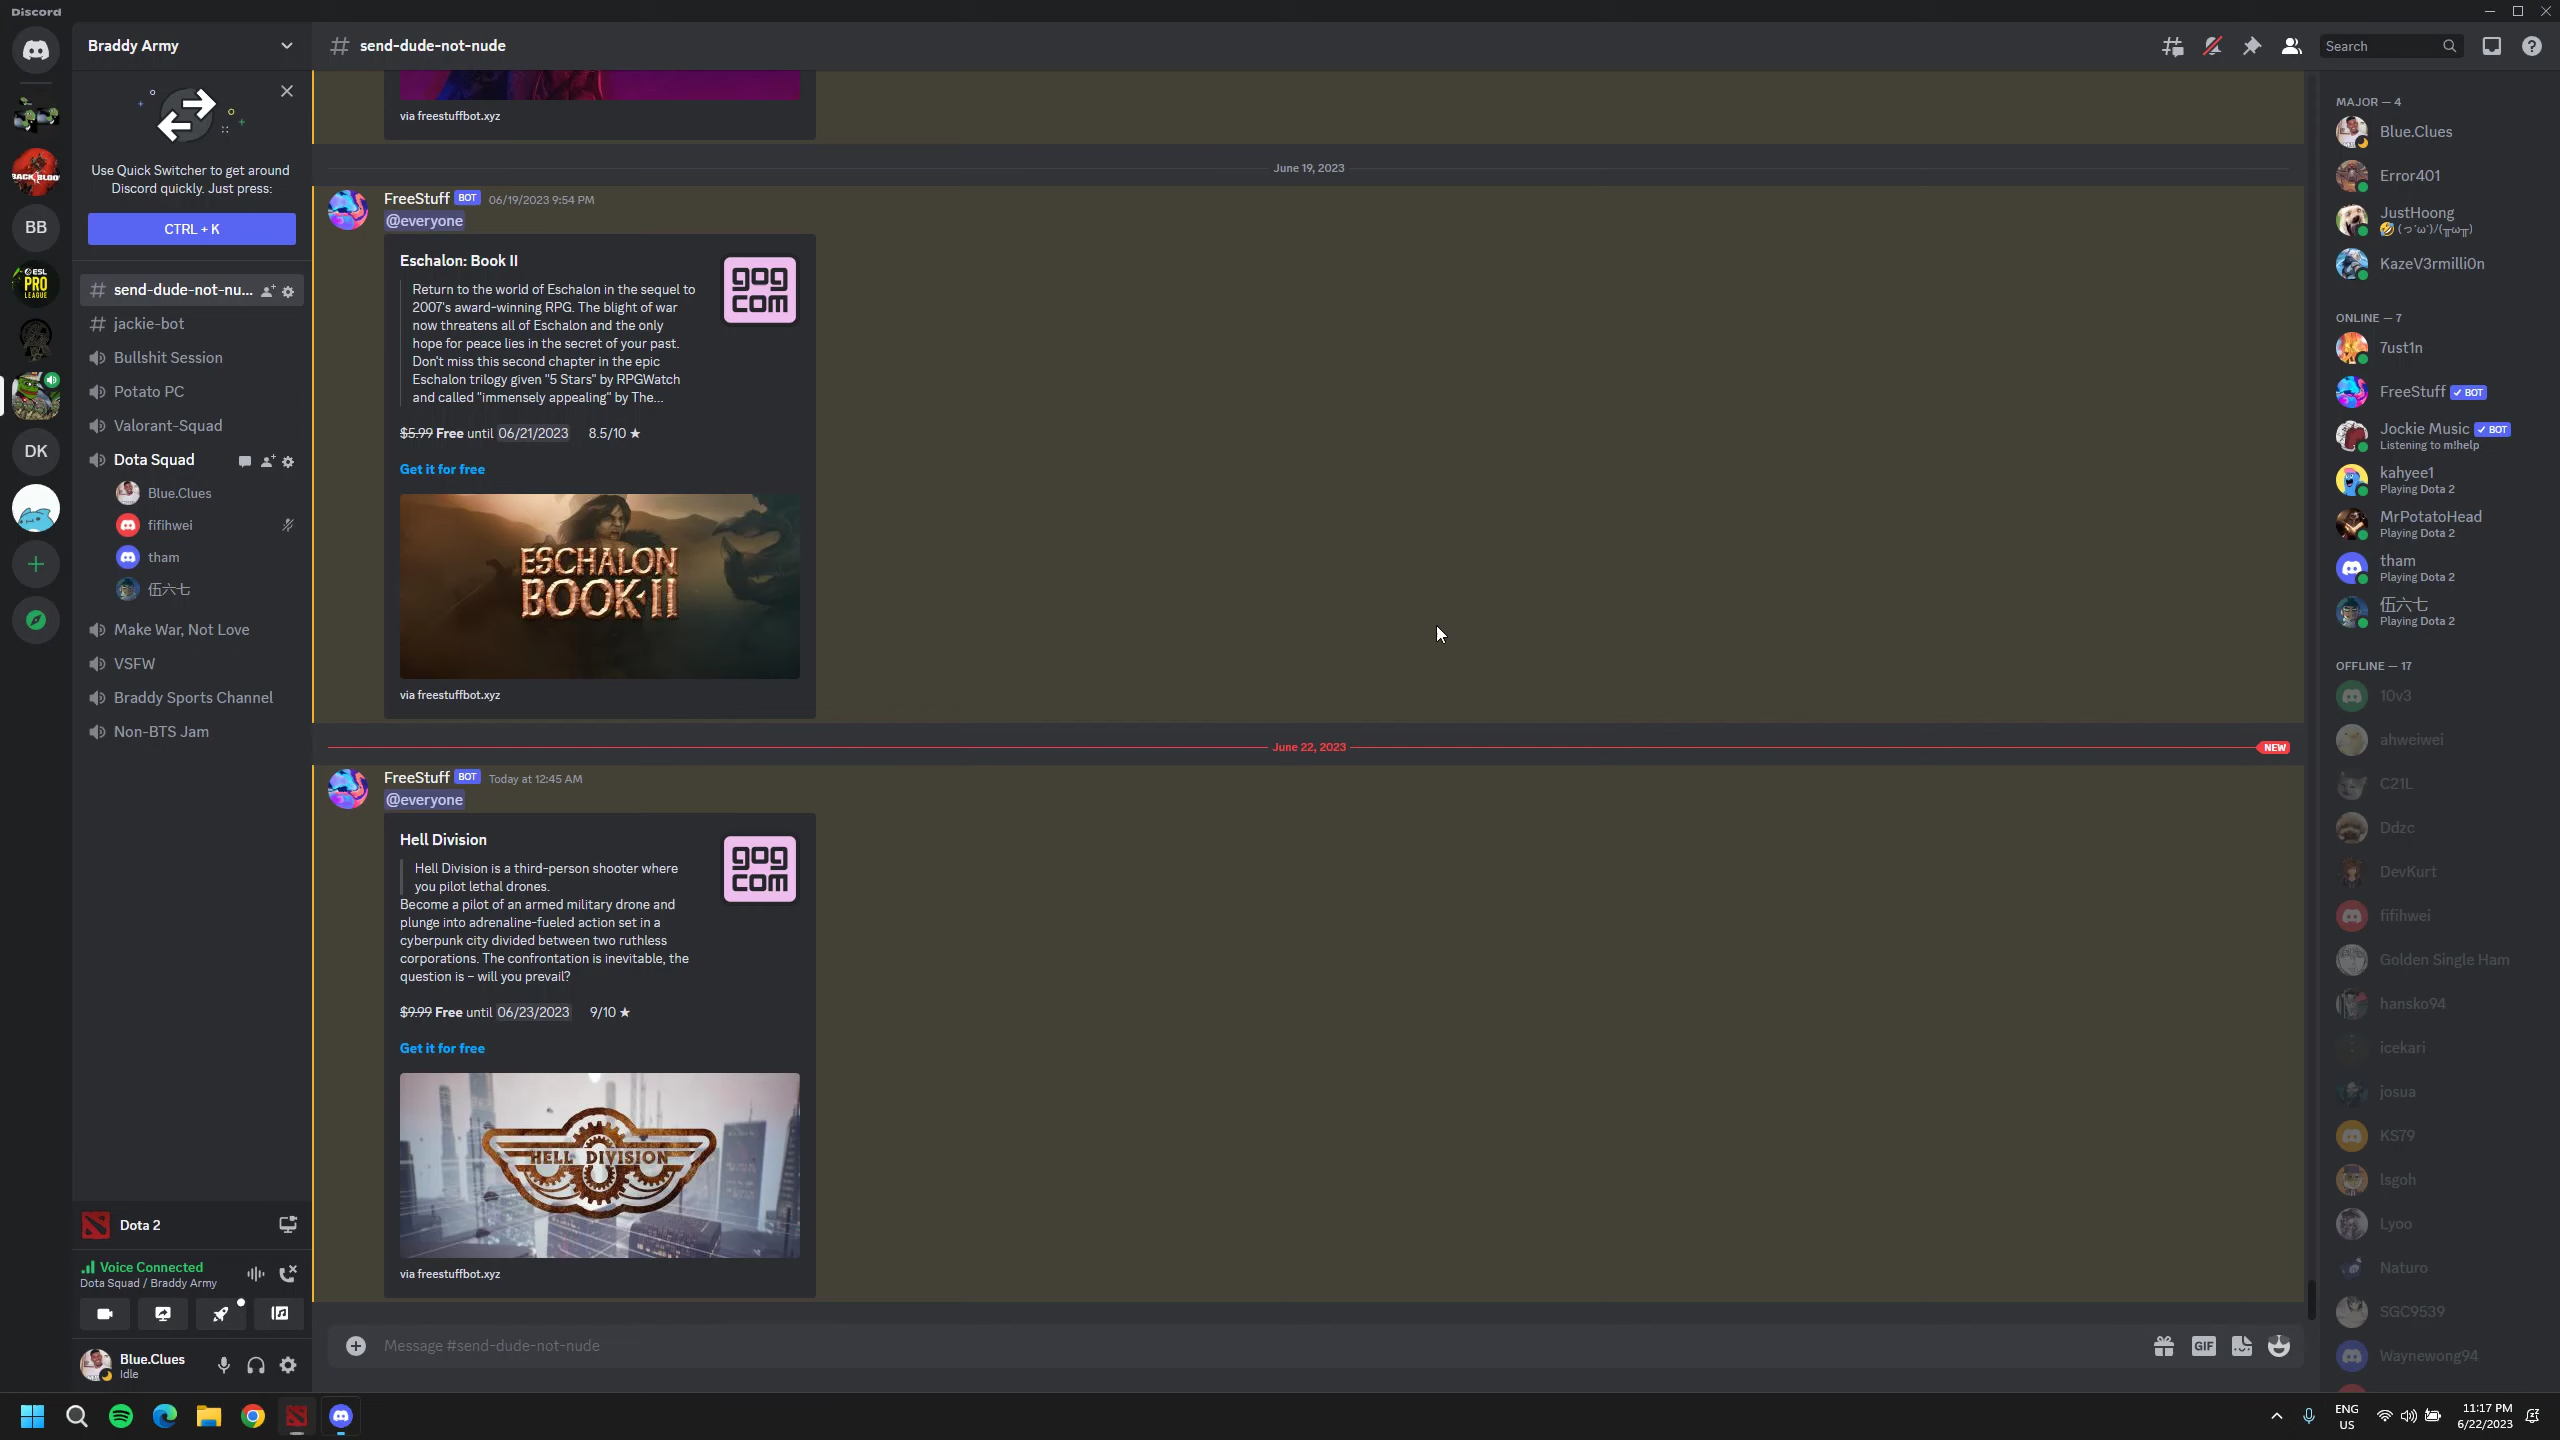 Discord
BB
DK
ESL
PRO
LEAGUE
Braddy Army
Use Quick Switcher to get around
Discord quickly. Just press:
CTRL + K
send-dude-not-nu...
jackie-bot
Bullshit Session
Potato PC
Valorant-Squad
Dota Squad
Blue.Clues
fifihwei
tham
伍六七
Make War, Not Love
VSFW
Braddy Sports Channel
Non-BTS Jam
Dota 2
Voice Connected
Dota Squad / Braddy Army
Blue.Clues
Idle
# send-dude-not-nude
Search
via freestuffbot.xyz
June 19, 2023
FreeStuff BOT 06/19/2023 9:54 PM
@everyone
Eschalon: Book II
gog
com
Return to the world of Eschalon in the sequel to
2007's award-winning RPG. The blight of war
now threatens all of Eschalon and the only
hope for peace lies in the secret of your past.
Don't miss this second chapter in the epic
Eschalon trilogy given "5 Stars" by RPGWatch
and called "immensely appealing" by The...
$5.99 Free until 06/21/2023 8.5/10 ★
Get it for free
ESCHALON
BOOK·II
via freestuffbot.xyz
June 22, 2023 NEW
FreeStuff BOT Today at 12:45 AM
@everyone
Hell Division
gog
com
Hell Division is a third-person shooter where
you pilot lethal drones.
Become a pilot of an armed military drone and
plunge into adrenaline-fueled action set in a
cyberpunk city divided between two ruthless
corporations. The confrontation is inevitable, the
question is – will you prevail?
$9.99 Free until 06/23/2023 9/10 ★
Get it for free
HELL DIVISION
via freestuffbot.xyz
Message #send-dude-not-nude
GIF
MAJOR — 4
Blue.Clues
Error401
JustHoong
🤣 (っ'ω')/(╥ω╥)
KazeV3rmilli0n
ONLINE — 7
7ust1n
FreeStuff ✓ BOT
Jockie Music ✓ BOT
Listening to m!help
kahyee1
Playing Dota 2
MrPotatoHead
Playing Dota 2
tham
Playing Dota 2
伍六七
Playing Dota 2
OFFLINE — 17
10v3
ahweiwei
C21L
Ddzc
DevKurt
fifihwei
Golden Single Ham
hansko94
icekari
josua
KS79
lsgoh
Lyoo
Naturo
SGC9539
Waynewong94
ENG
US
11:17 PM
6/22/2023